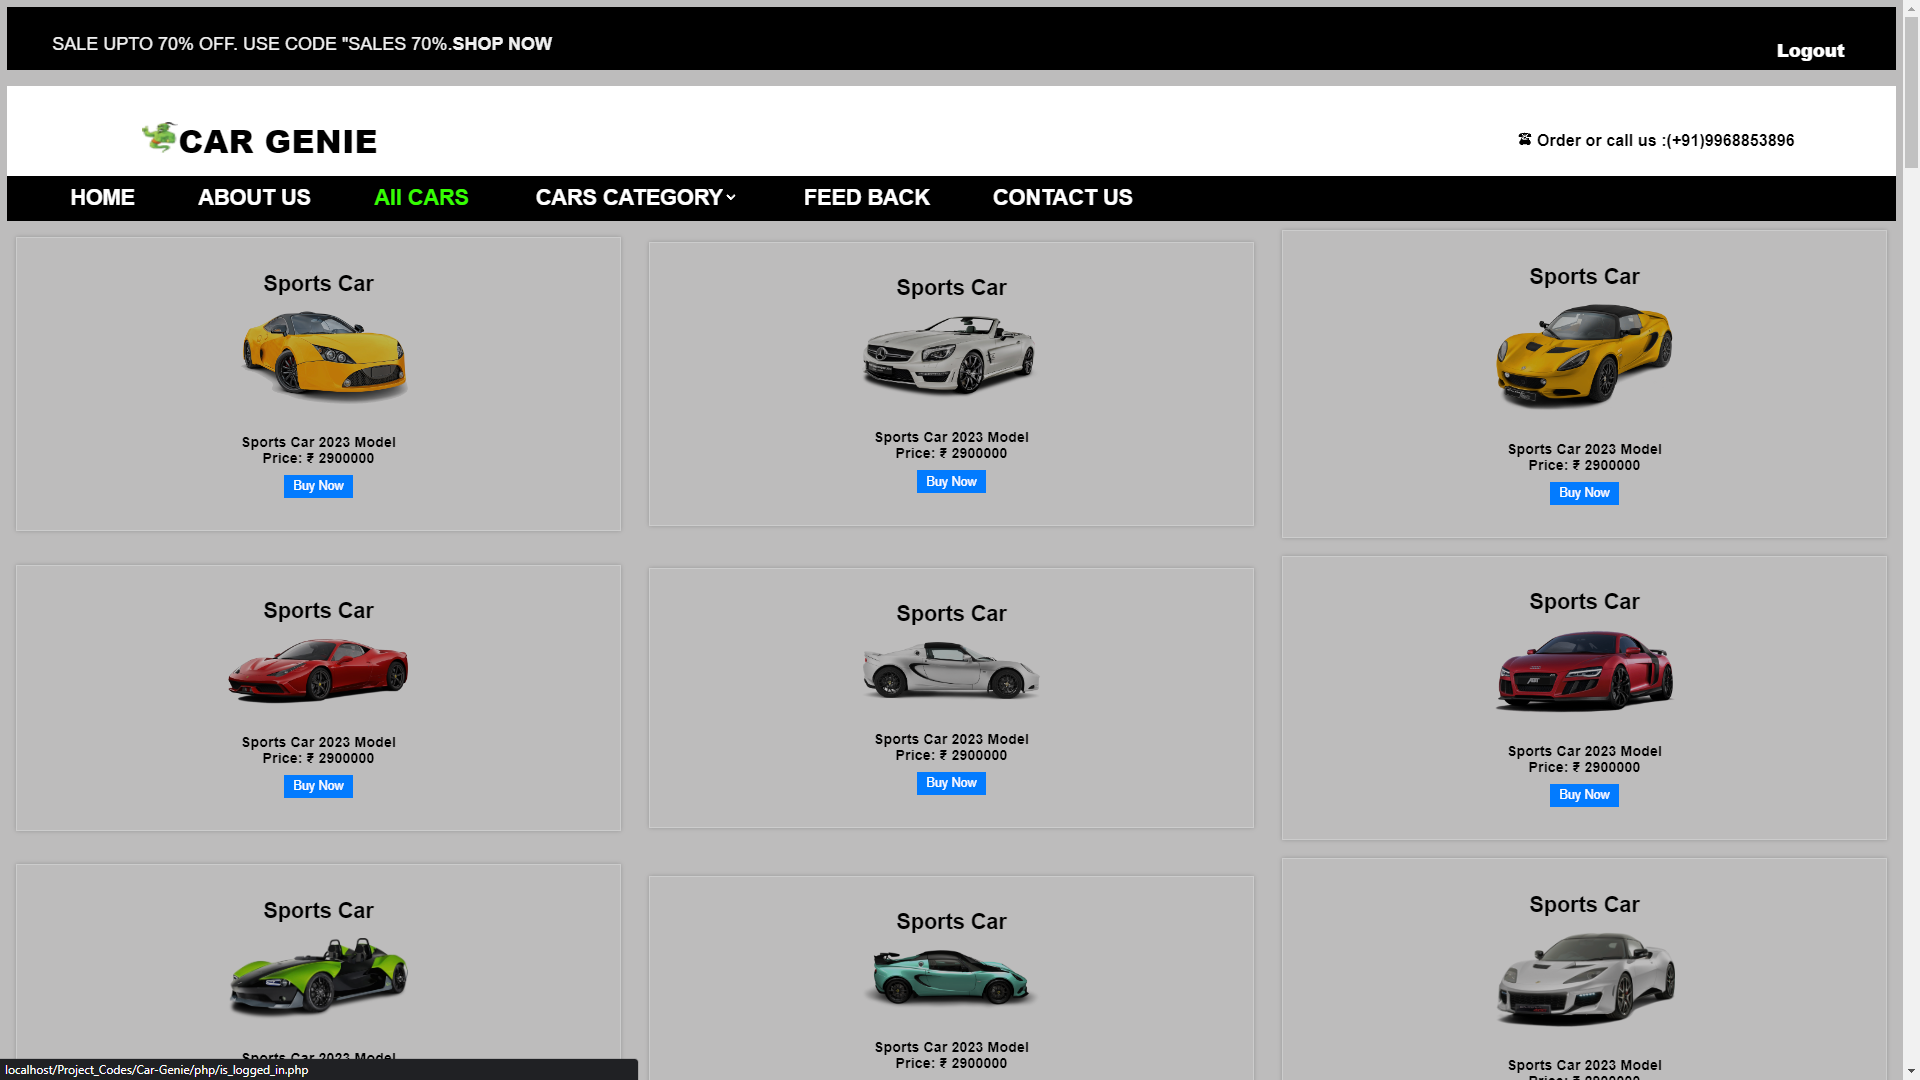 SALE UPTO 70% OFF. USE CODE "SALES 70%.SHOP NOW
Logout
CAR GENIE
Order or call us :(+91)9968853896
HOME
ABOUT US
All CARS
CARS CATEGORY
FEED BACK
CONTACT US
Sports Car
Sports Car 2023 Model
Price: ₹ 2900000
Buy Now
Sports Car
Sports Car 2023 Model
Price: ₹ 2900000
Buy Now
Sports Car
Sports Car 2023 Model
Price: ₹ 2900000
Buy Now
Sports Car
Sports Car 2023 Model
Price: ₹ 2900000
Buy Now
Sports Car
Sports Car 2023 Model
Price: ₹ 2900000
Buy Now
Sports Car
Sports Car 2023 Model
Price: ₹ 2900000
Buy Now
Sports Car
Sports Car 2023 Model
Sports Car
Sports Car 2023 Model
Price: ₹ 2900000
Sports Car
Sports Car 2023 Model
Price: ₹ 2900000
localhost/Project_Codes/Car-Genie/php/is_logged_in.php